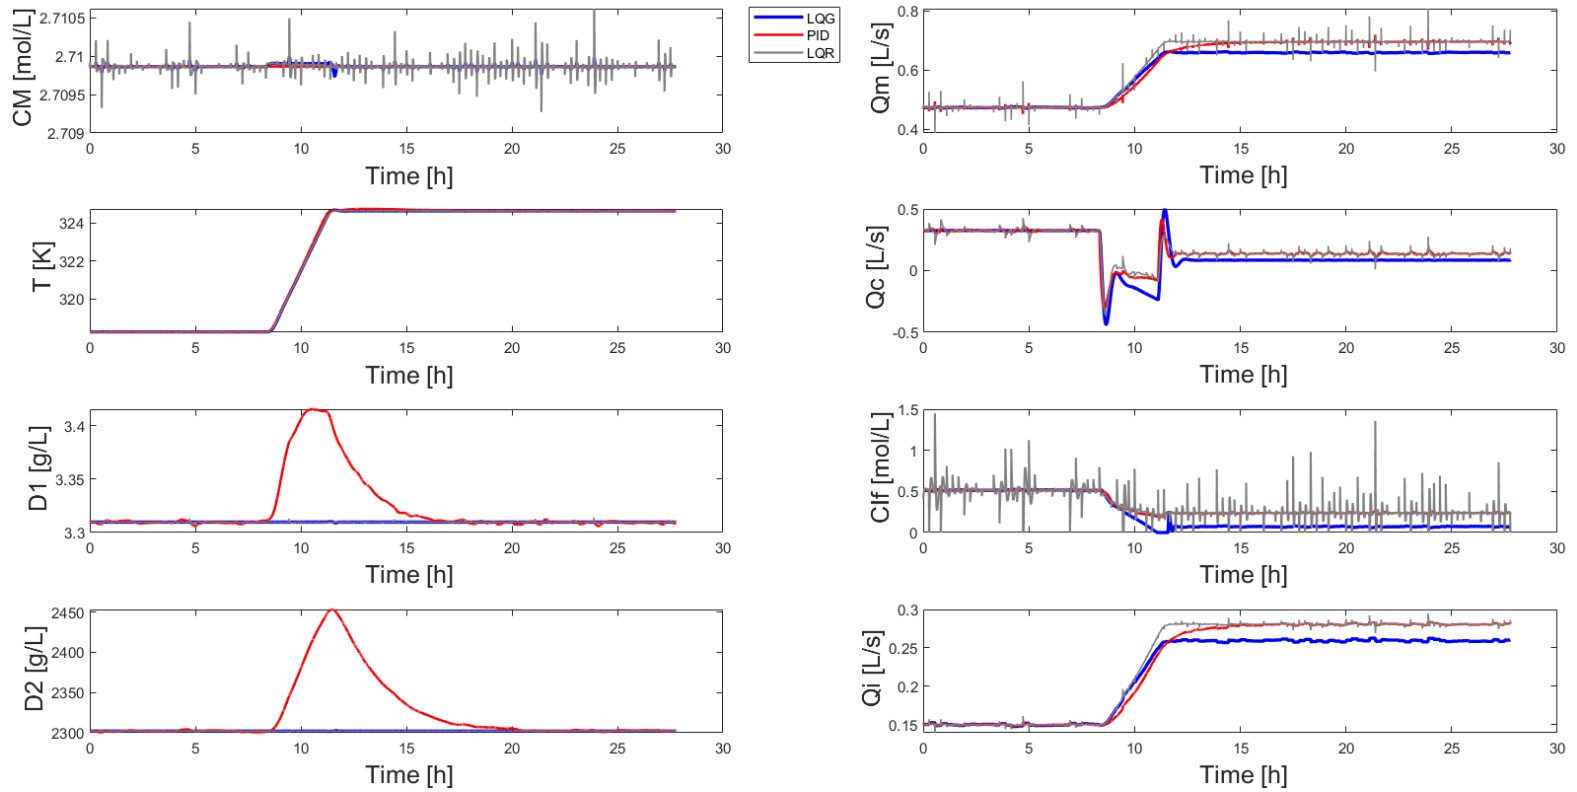 CM [mol/L]
2.7105
2.71
2.7095
2.709
0 5 10 15 20 25 30
Time [h]
LQG
PID
LQR
Qm [L/s]
0.8
0.6
0.4
0 5 10 15 20 25 30
Time [h]
T [K]
324
322
320
0 5 10 15 20 25 30
Time [h]
Qc [L/s]
0.5
0
-0.5
0 5 10 15 20 25 30
Time [h]
D1 [g/L]
3.4
3.35
3.3
0 5 10 15 20 25 30
Time [h]
CIf [mol/L]
1.5
1
0.5
0
0 5 10 15 20 25 30
Time [h]
D2 [g/L]
2450
2400
2350
2300
0 5 10 15 20 25 30
Time [h]
Qi [L/s]
0.3
0.25
0.2
0.15
0 5 10 15 20 25 30
Time [h]